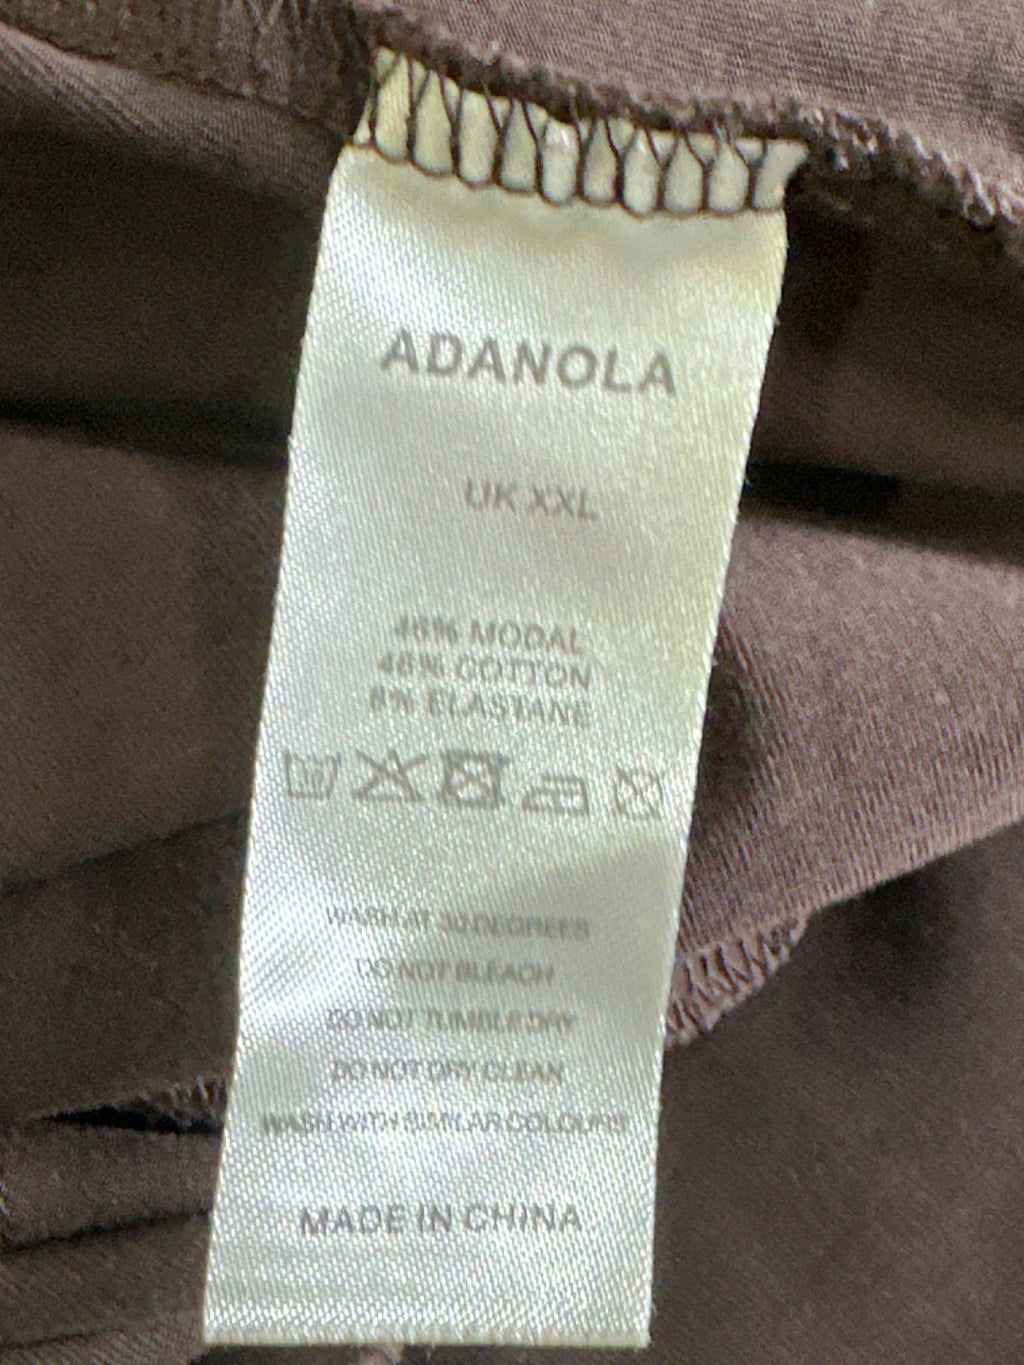 ADANOLA
UK XXL
46% MODAL
46% COTTON
8% ELASTANE
30
WASH AT 30 DEGREES
DO NOT BLEACH
DO NOT TUMBLE DRY
DO NOT DRY CLEAN
WASH WITH SIMILAR COLOURS
MADE IN CHINA